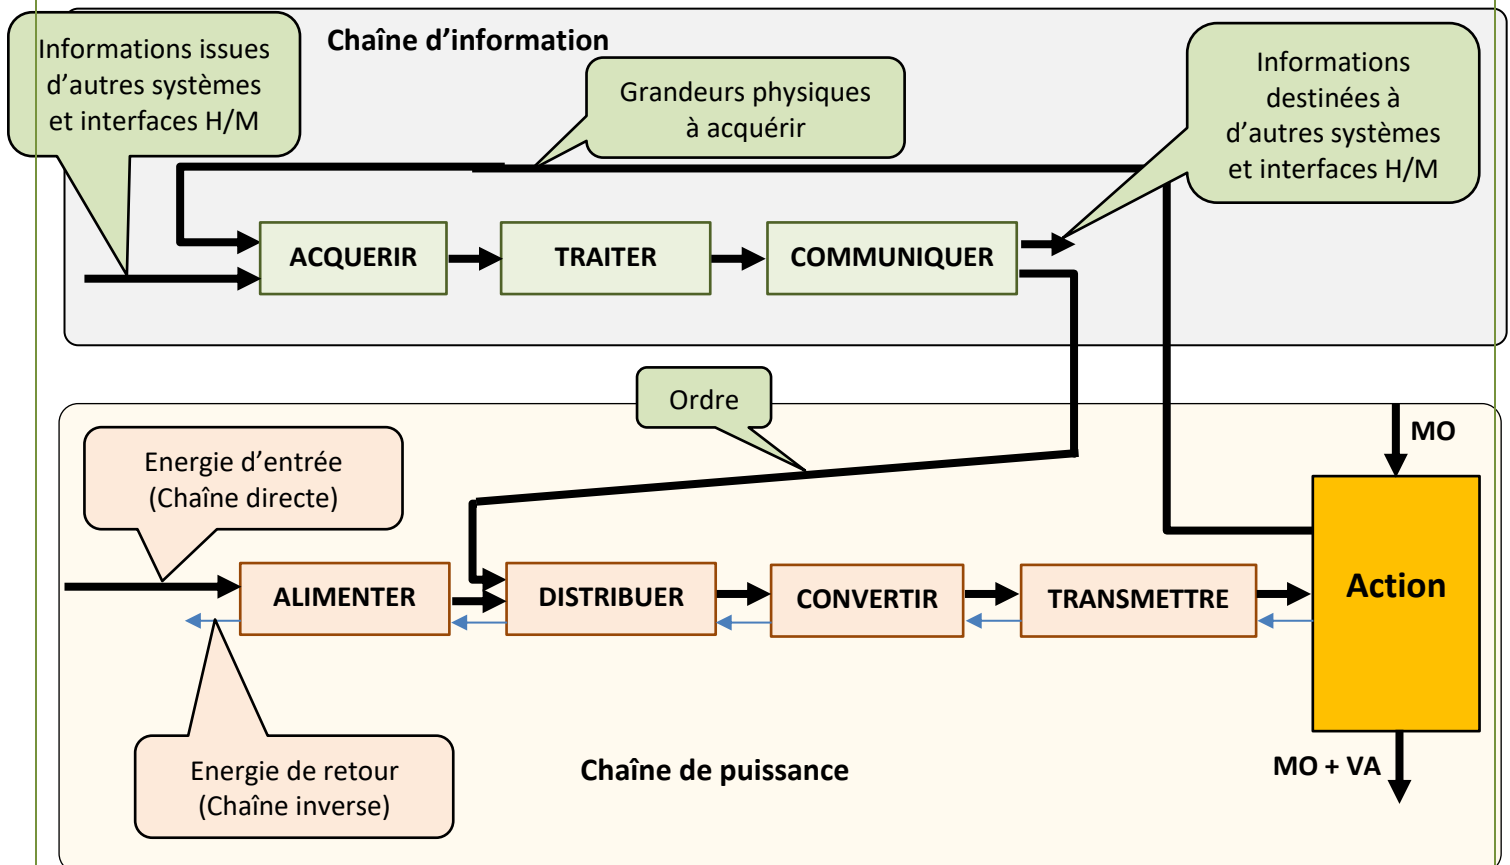 Informations issues
d'autres systèmes
et interfaces H/M
Chaîne d'information
Grandeurs physiques
à acquérir
Informations
destinées à
d'autres systèmes
et interfaces H/M
ACQUERIR
TRAITER
COMMUNIQUER
Ordre
MO
Energie d'entrée
(Chaîne directe)
ALIMENTER
DISTRIBUER
CONVERTIR
TRANSMETTRE
Action
Energie de retour
(Chaîne inverse)
Chaîne de puissance
MO + VA